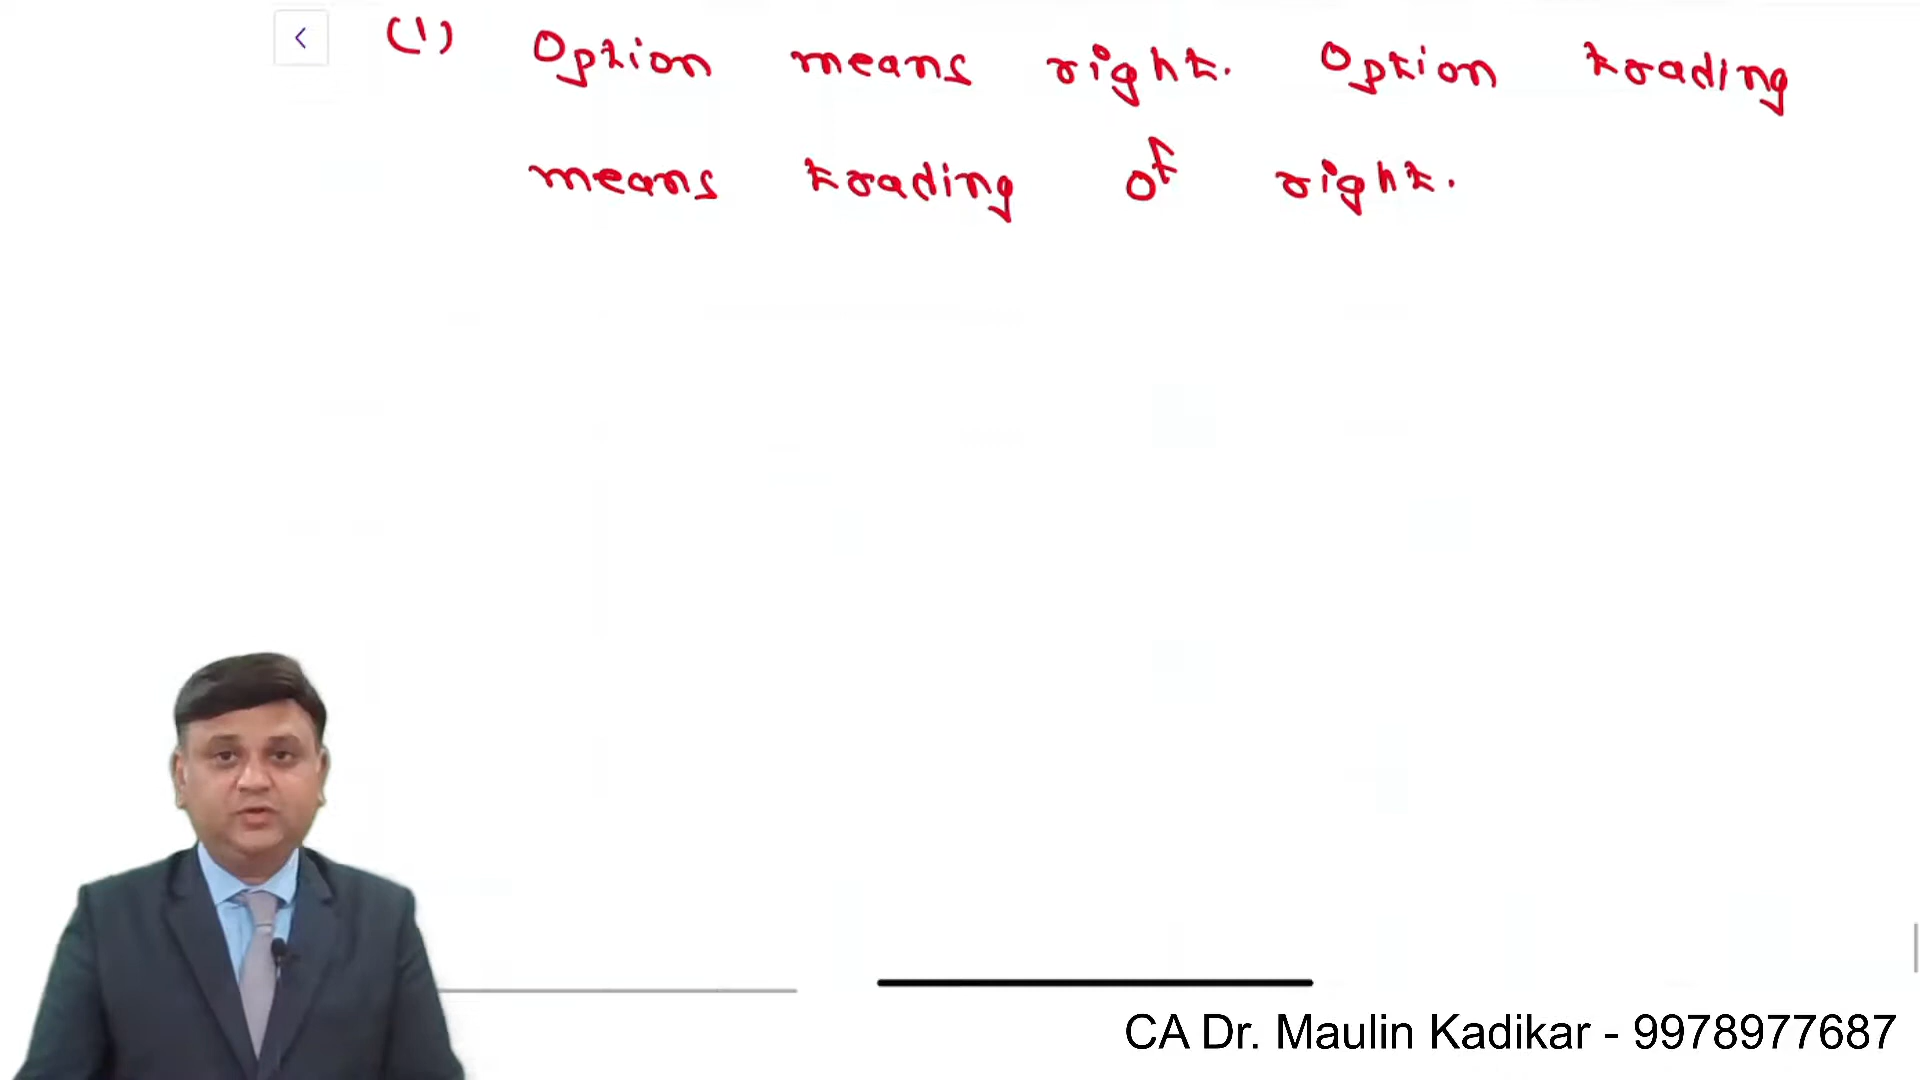 (1) Option means right. Option trading
means trading of right.
CA Dr. Maulin Kadikar - 9978977687